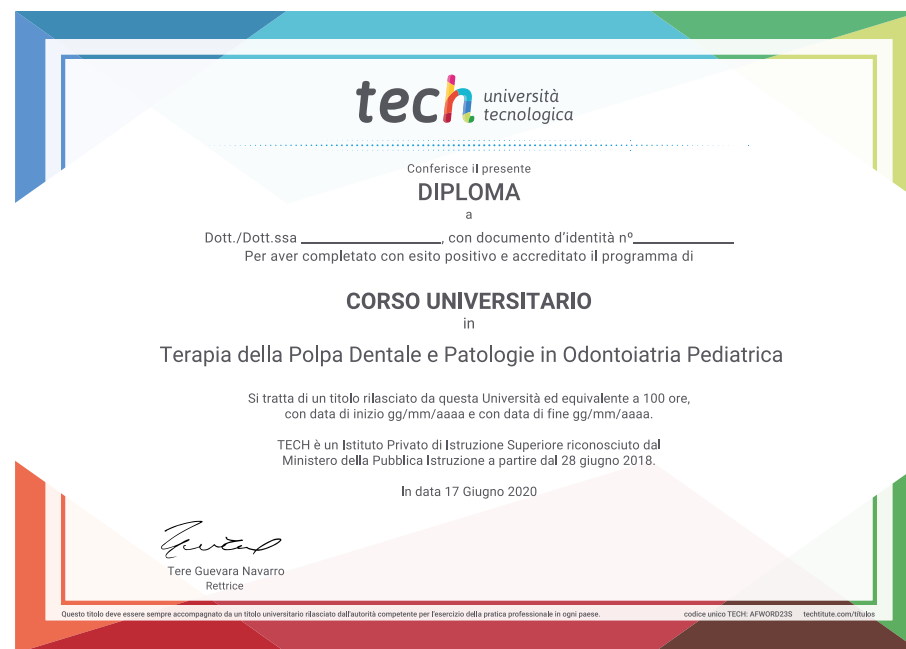 tech università
tecnologica
Conferisce il presente
DIPLOMA
a
Dott./Dott.ssa ____________________, con documento d'identità nº______________
Per aver completato con esito positivo e accreditato il programma di
CORSO UNIVERSITARIO
in
Terapia della Polpa Dentale e Patologie in Odontoiatria Pediatrica
Si tratta di un titolo rilasciato da questa Università ed equivalente a 100 ore,
con data di inizio gg/mm/aaaa e con data di fine gg/mm/aaaa.
TECH è un Istituto Privato di Istruzione Superiore riconosciuto dal
Ministero della Pubblica Istruzione a partire dal 28 giugno 2018.
In data 17 Giugno 2020
Tere Guevara Navarro
Rettrice
Questo titolo deve essere sempre accompagnato da un titolo universitario rilasciato dall'autorità competente per l'esercizio della pratica professionale in ogni paese. codice unico TECH: AFWORD23S techtitute.com/títulos